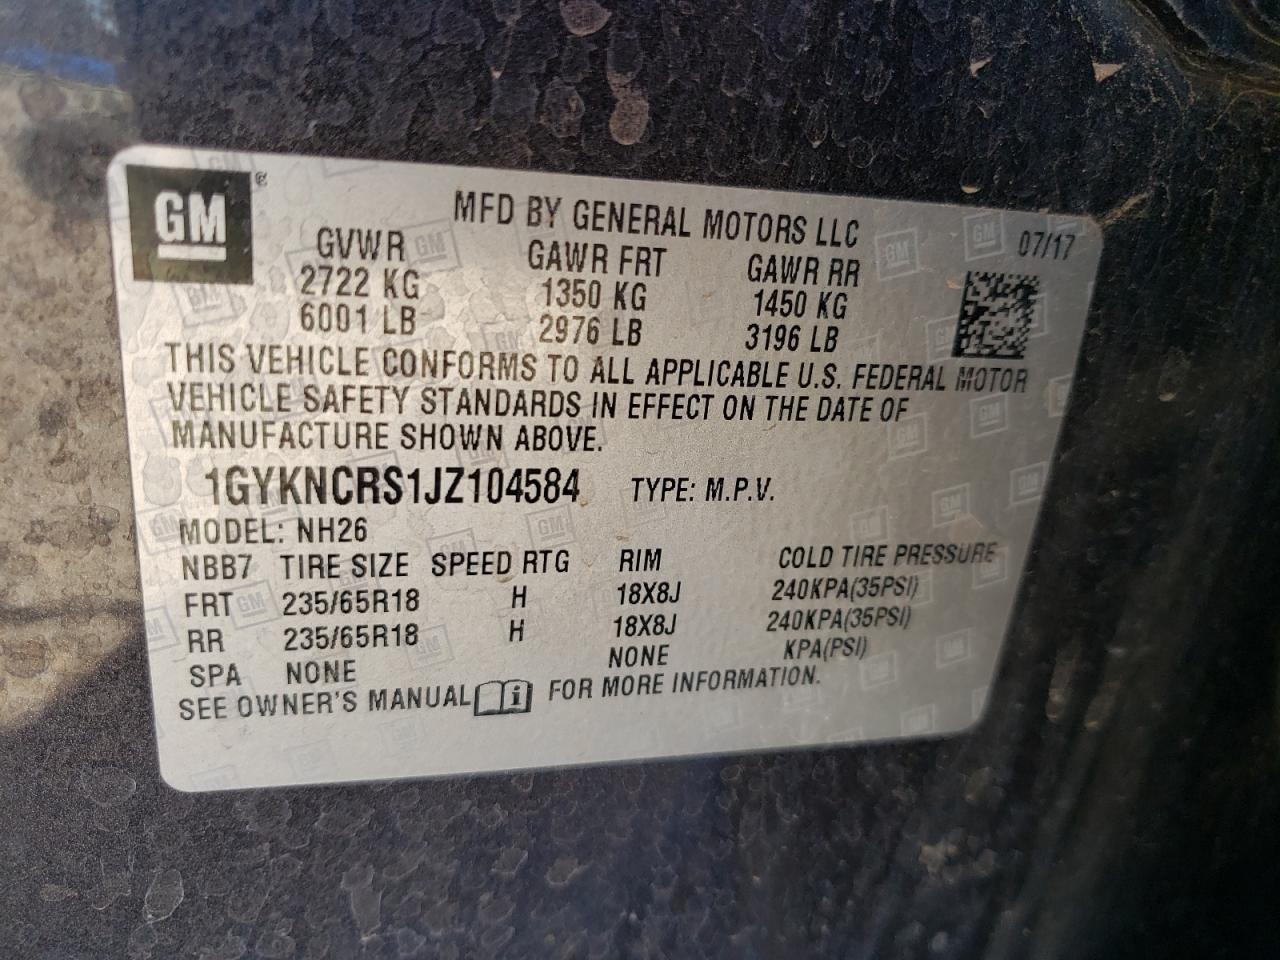 GM
MFD BY GENERAL MOTORS LLC
07/17
GVWR GAWR FRT GAWR RR
2722 KG 1350 KG 1450 KG
6001 LB 2976 LB 3196 LB
THIS VEHICLE CONFORMS TO ALL APPLICABLE U.S. FEDERAL MOTOR
VEHICLE SAFETY STANDARDS IN EFFECT ON THE DATE OF
MANUFACTURE SHOWN ABOVE.
1GYKNCRS1JZ104584 TYPE: M.P.V.
MODEL: NH26
NBB7 TIRE SIZE SPEED RTG RIM COLD TIRE PRESSURE
FRT 235/65R18 H 18X8J 240KPA(35PSI)
RR 235/65R18 H 18X8J 240KPA(35PSI)
SPA NONE NONE KPA(PSI)
SEE OWNER'S MANUAL i FOR MORE INFORMATION.